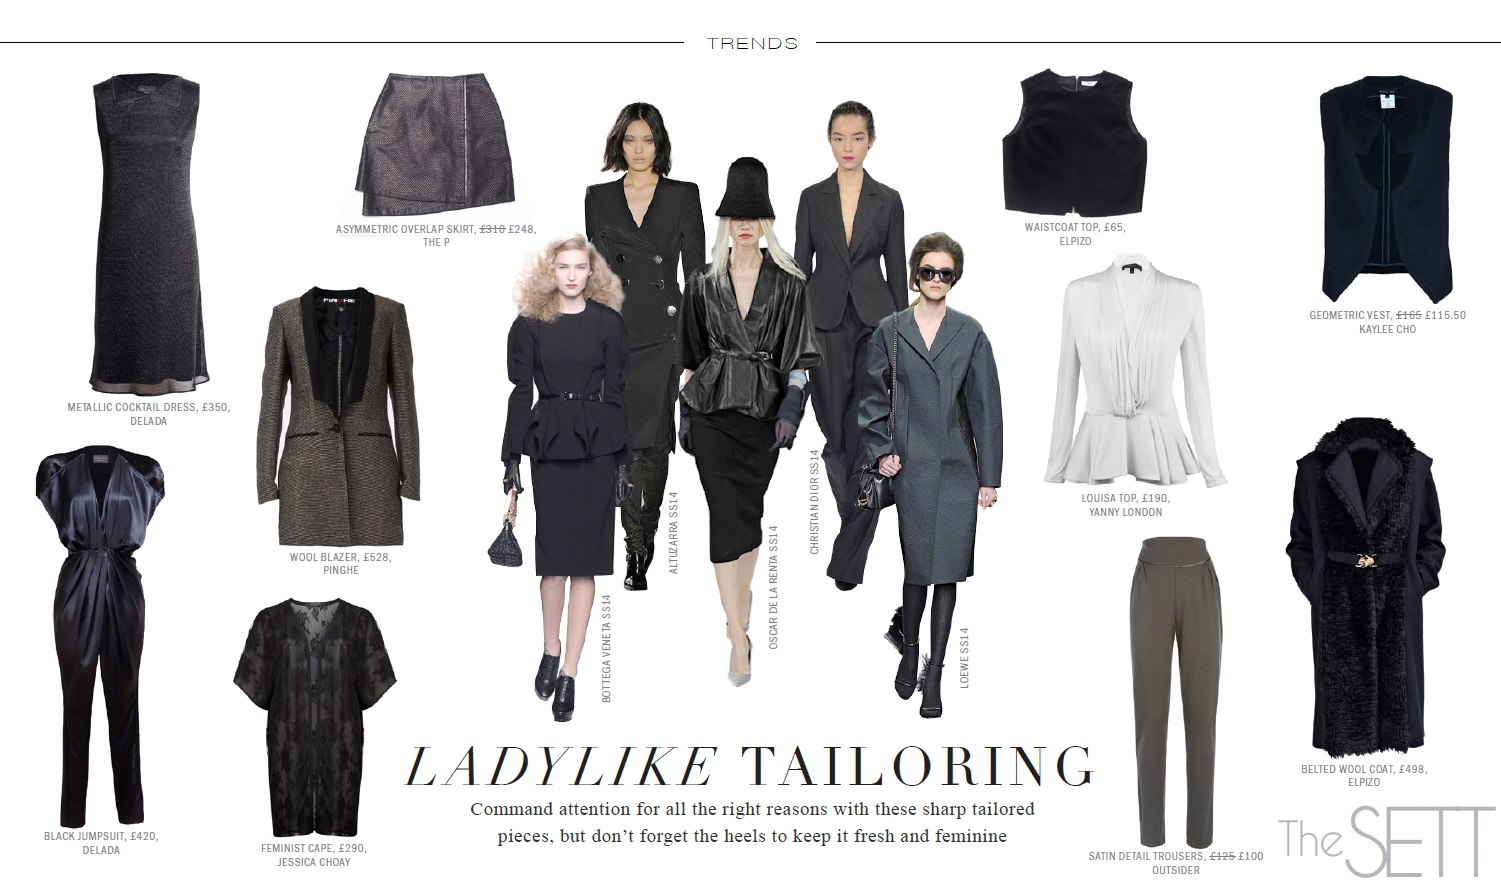 TRENDS
METALLIC COCKTAIL DRESS, £350,
DELADA
ASYMMETRIC OVERLAP SKIRT, £310 £248,
THE P
WAISTCOAT TOP, £65,
ELPIZO
GEOMETRIC VEST, £165 £115.50
KAYLEE CHO
PINGHE
WOOL BLAZER, £528,
PINGHE
LOUISA TOP, £190,
YANNY LONDON
BLACK JUMPSUIT, £420,
DELADA
FEMINIST CAPE, £290,
JESSICA CHOAY
BOTTEGA VENETA SS14
ALTUZARRA SS14
OSCAR DE LA RENTA SS14
CHRISTIAN DIOR SS14
LOEWE SS14
SATIN DETAIL TROUSERS, £125 £100
OUTSIDER
BELTED WOOL COAT, £498,
ELPIZO
LADYLIKE TAILORING
Command attention for all the right reasons with these sharp tailored
pieces, but don't forget the heels to keep it fresh and feminine
The SETT